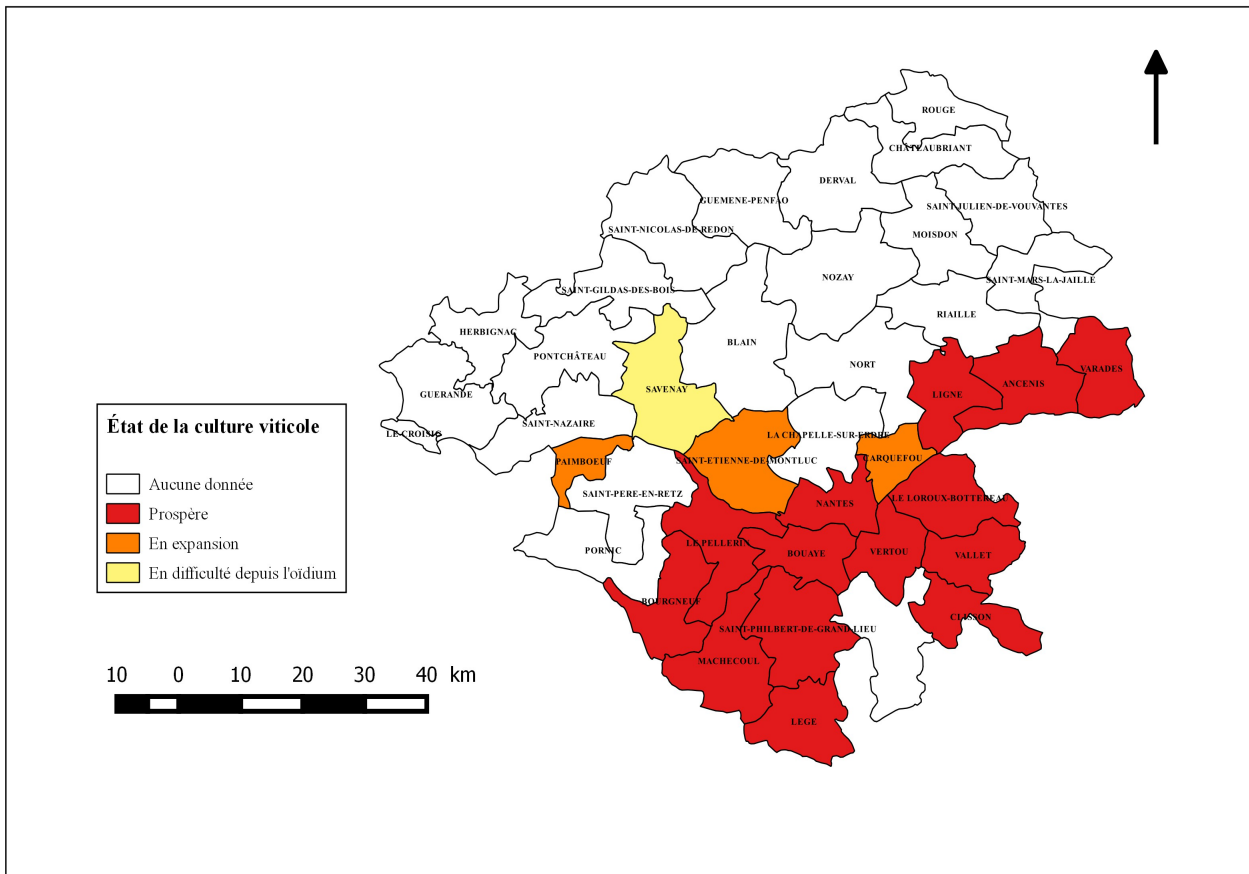 ROUGE
CHÂTEAUBRIANT
DERVAL
GUEMENE-PENFAO
SAINT-JULIEN-DE-VOUVANTES
SAINT-NICOLAS-DE-REDON
MOISDON
NOZAY
SAINT-MARS-LA-JAILLE
SAINT-GILDAS-DES-BOIS
RIAILLE
HERBIGNAC
BLAIN
PONTCHÂTEAU
NORT
VARADES
ANCENIS
SAVENAY
GUERANDE
LIGNE
SAINT-NAZAIRE
LE-CROISIC
LA CHAPELLE-SUR-ERDRE
PAIMBOEUF
SAINT-ETIENNE-DE-MONTLUC
CARQUEFOU
SAINT-PERE-EN-RETZ
LE LOROUX-BOTTEREAU
NANTES
LE PELLERIN
PORNIC
BOUAYE
VERTOU
VALLET
BOURGNEUF
CLISSON
SAINT-PHILBERT-DE-GRAND-LIEU
MACHECOUL
LEGE
État de la culture viticole
Aucune donnée
Prospère
En expansion
En difficulté depuis l'oïdium
10 0 10 20 30 40 km